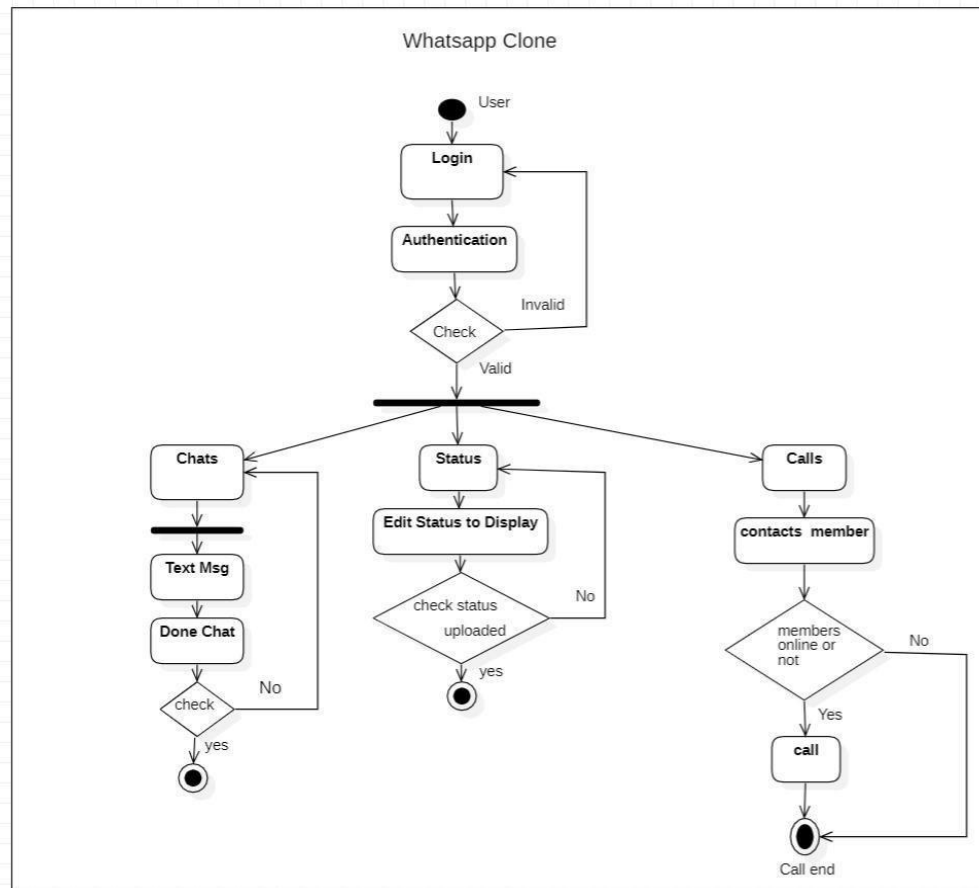 Whatsapp Clone
User
Login
Authentication
Invalid
Check
Valid
Chats
Status
Calls
Edit Status to Display
contacts member
Text Msg
No
check status
uploaded
Done Chat
members
online or
not
No
No
check
yes
Yes
yes
call
Call end